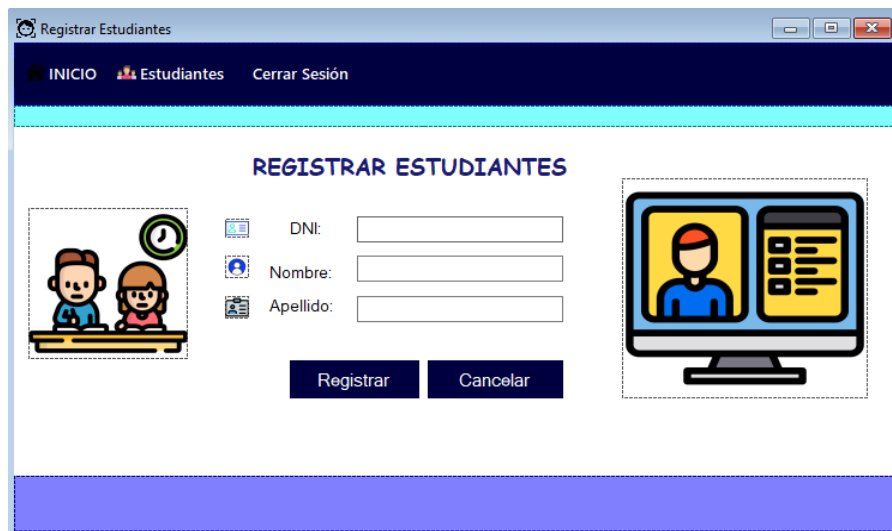 Registrar Estudiantes
INICIO Estudiantes Cerrar Sesión
REGISTRAR ESTUDIANTES
DNI:
Nombre:
Apellido:
Registrar Cancelar